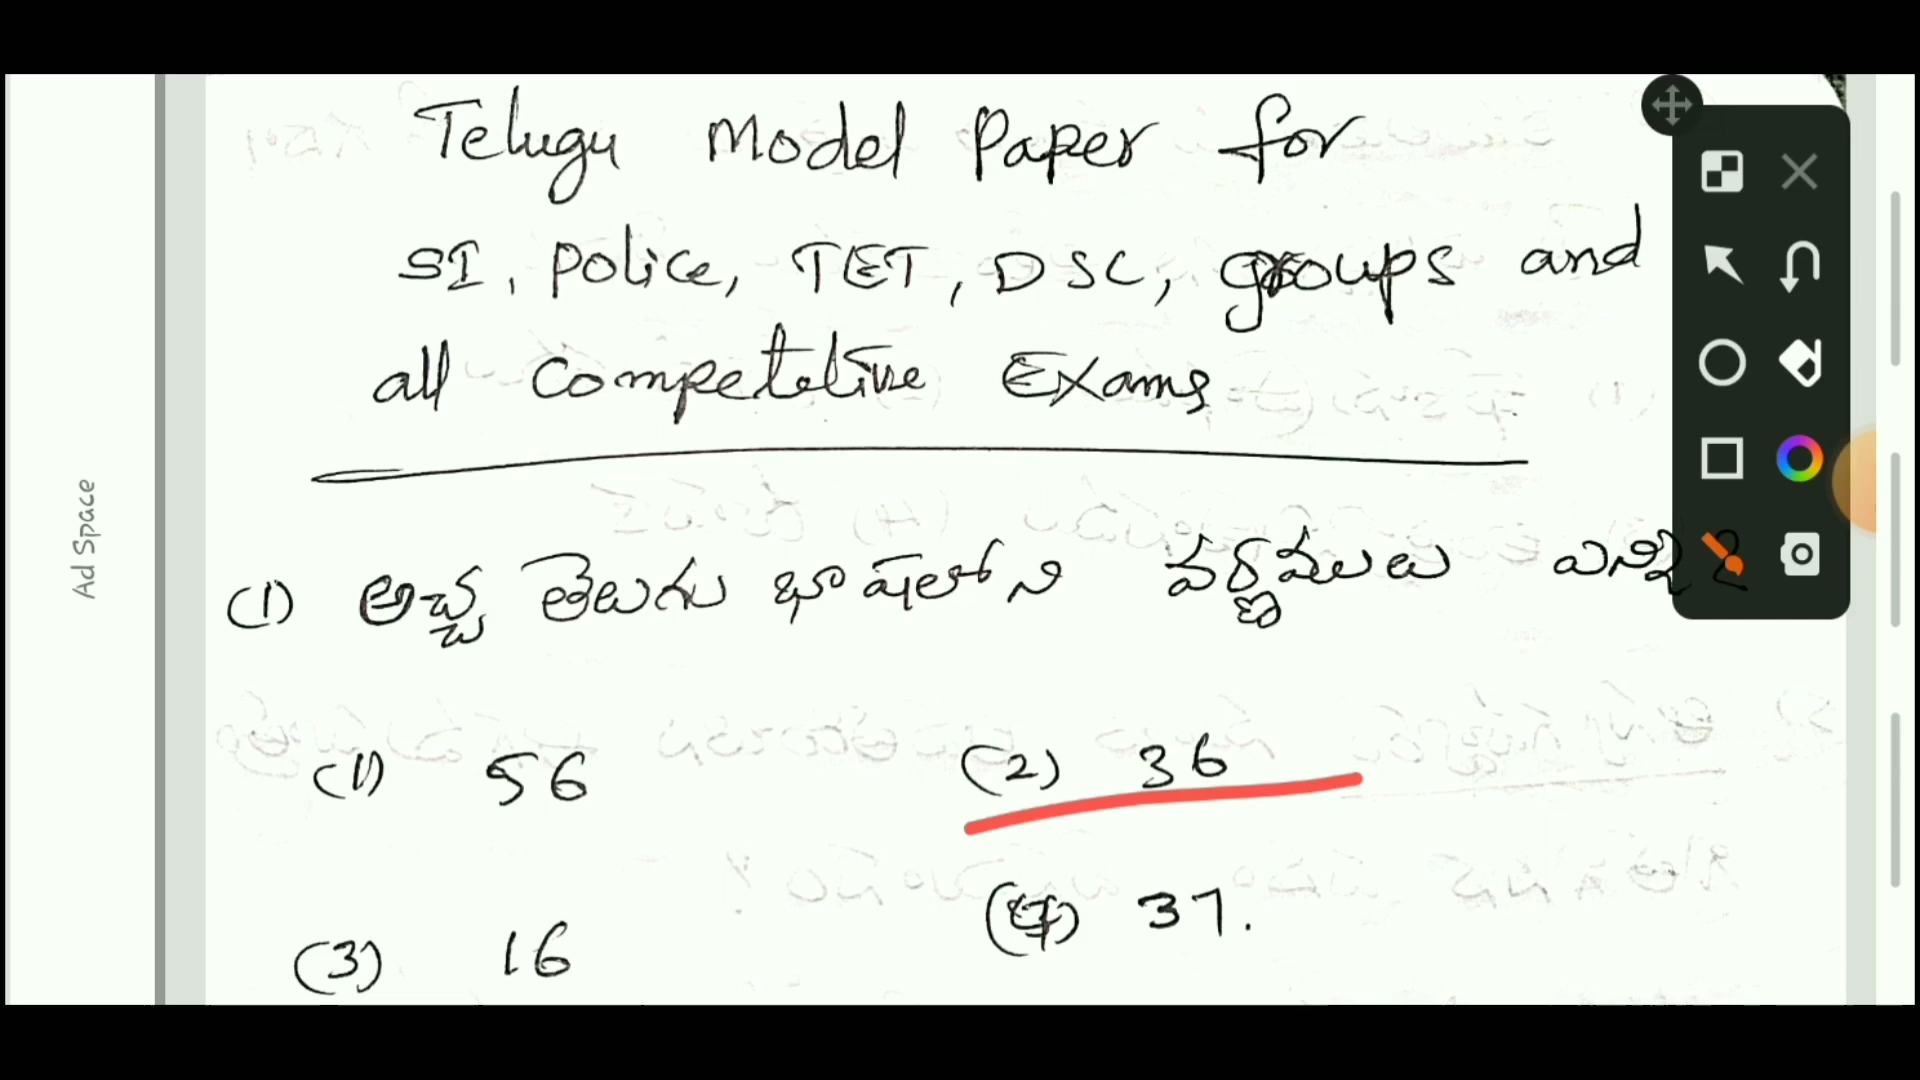 Telugu Model Paper for
SI, Police, TET, DSC, groups and
all Competetive Exams
(1) అచ్చ తెలుగు భాషలోని వర్ణములు ఎన్ని?
(1) 56 (2) 36
(3) 16 (4) 37.
Ad Space